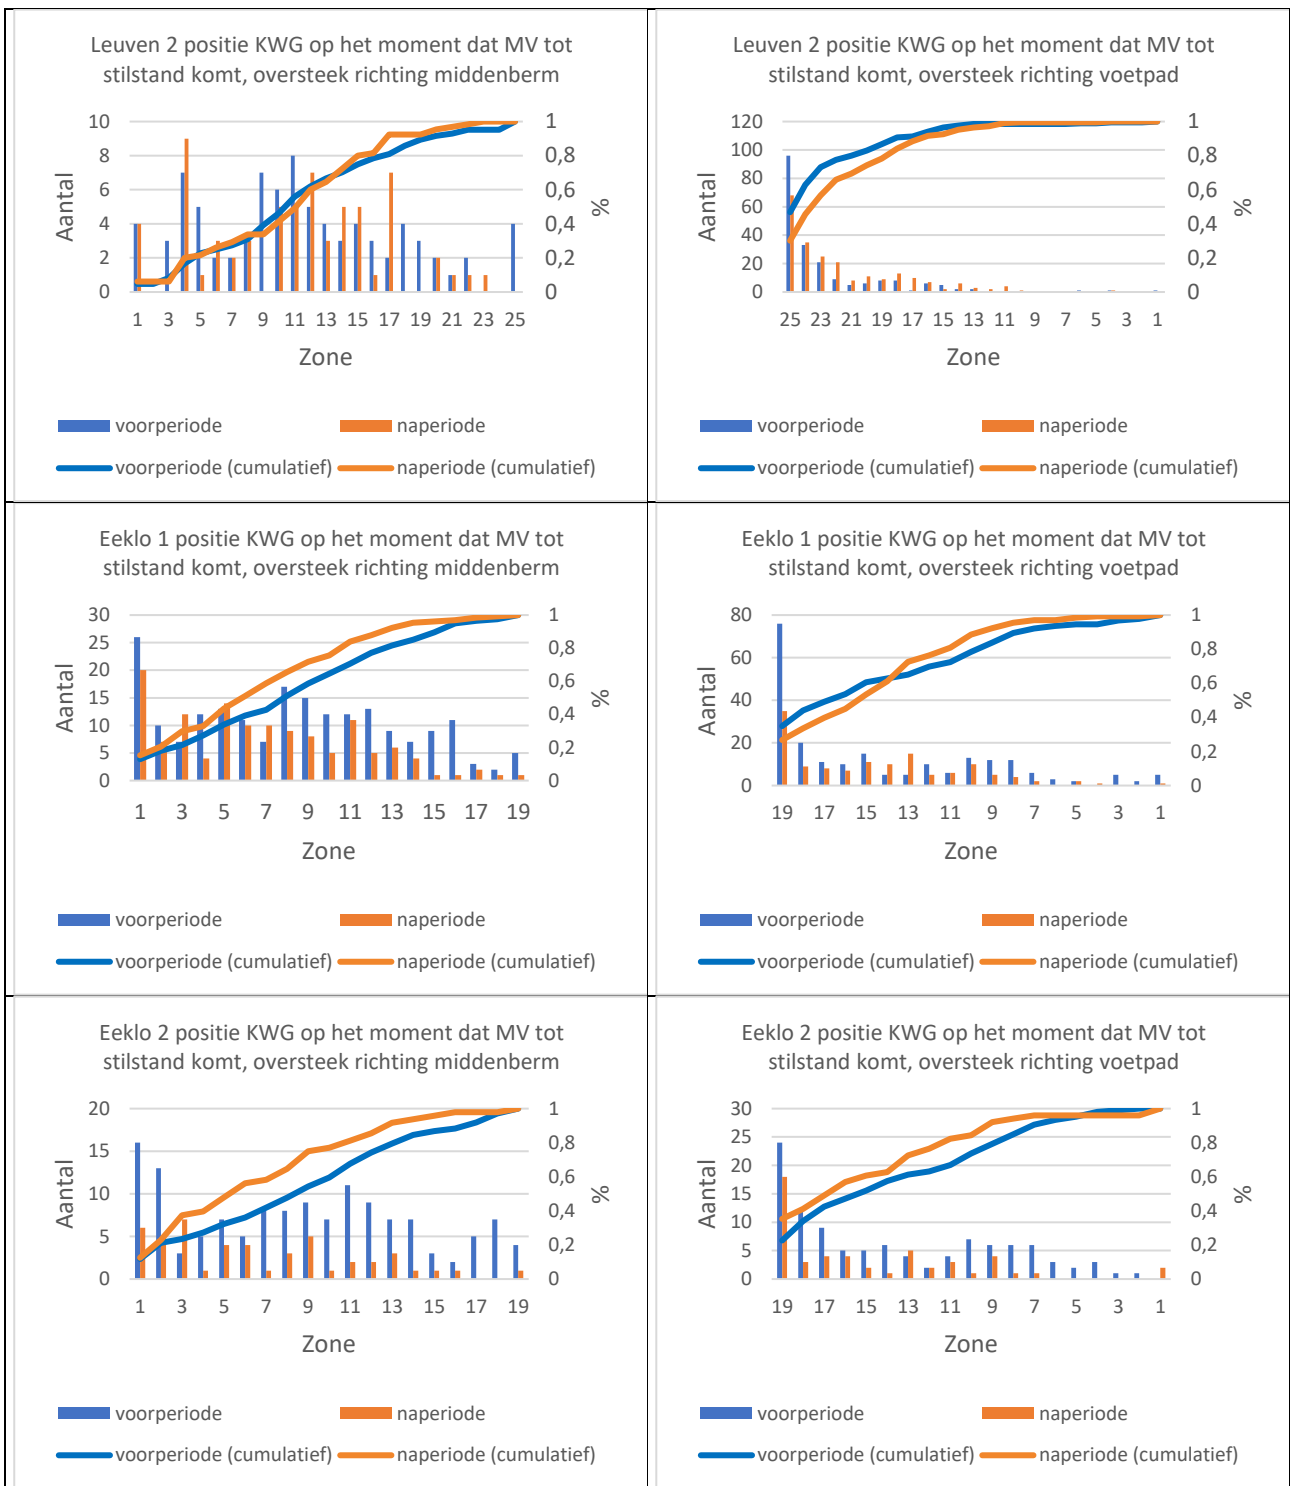 Leuven 2 positie KWG op het moment dat MV tot
stilstand komt, oversteek richting middenberm
10
8
6
4
2
0
1
0,8
0,6
0,4
0,2
0
Aantal
%
1 3 5 7 9 11 13 15 17 19 21 23 25
Zone
voorperiode naperiode
voorperiode (cumulatief) naperiode (cumulatief)
Leuven 2 positie KWG op het moment dat MV tot
stilstand komt, oversteek richting voetpad
120
100
80
60
40
20
0
1
0,8
0,6
0,4
0,2
0
Aantal
%
25 23 21 19 17 15 13 11 9 7 5 3 1
Zone
voorperiode naperiode
voorperiode (cumulatief) naperiode (cumulatief)
Eeklo 1 positie KWG op het moment dat MV tot
stilstand komt, oversteek richting middenberm
30
25
20
15
10
5
0
1
0,8
0,6
0,4
0,2
0
Aantal
%
1 3 5 7 9 11 13 15 17 19
Zone
voorperiode naperiode
voorperiode (cumulatief) naperiode (cumulatief)
Eeklo 1 positie KWG op het moment dat MV tot
stilstand komt, oversteek richting voetpad
80
60
40
20
0
1
0,8
0,6
0,4
0,2
0
Aantal
%
19 17 15 13 11 9 7 5 3 1
Zone
voorperiode naperiode
voorperiode (cumulatief) naperiode (cumulatief)
Eeklo 2 positie KWG op het moment dat MV tot
stilstand komt, oversteek richting middenberm
20
15
10
5
0
1
0,8
0,6
0,4
0,2
0
Aantal
%
1 3 5 7 9 11 13 15 17 19
Zone
voorperiode naperiode
voorperiode (cumulatief) naperiode (cumulatief)
Eeklo 2 positie KWG op het moment dat MV tot
stilstand komt, oversteek richting voetpad
30
25
20
15
10
5
0
1
0,8
0,6
0,4
0,2
0
Aantal
%
19 17 15 13 11 9 7 5 3 1
Zone
voorperiode naperiode
voorperiode (cumulatief) naperiode (cumulatief)